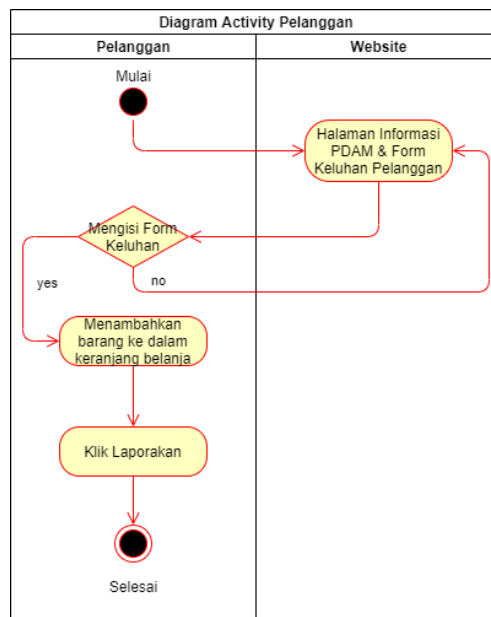 Diagram Activity Pelanggan
Pelanggan
Website
Mulai
Halaman Informasi
PDAM & Form
Keluhan Pelanggan
Mengisi Form
Keluhan
yes
no
Menambahkan
barang ke dalam
keranjang belanja
Klik Laporakan
Selesai